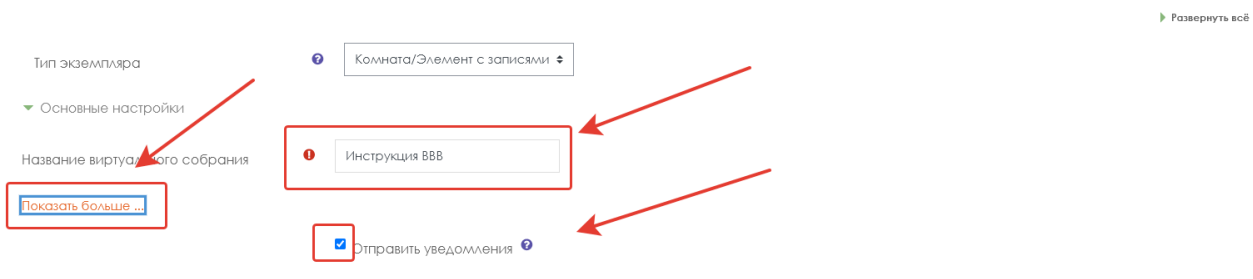 Развернуть всё
Тип экземпляра
Комната/Элемент с записями
Основные настройки
Название виртуального собрания
Инструкция BBB
Показать больше ...
Отправить уведомления